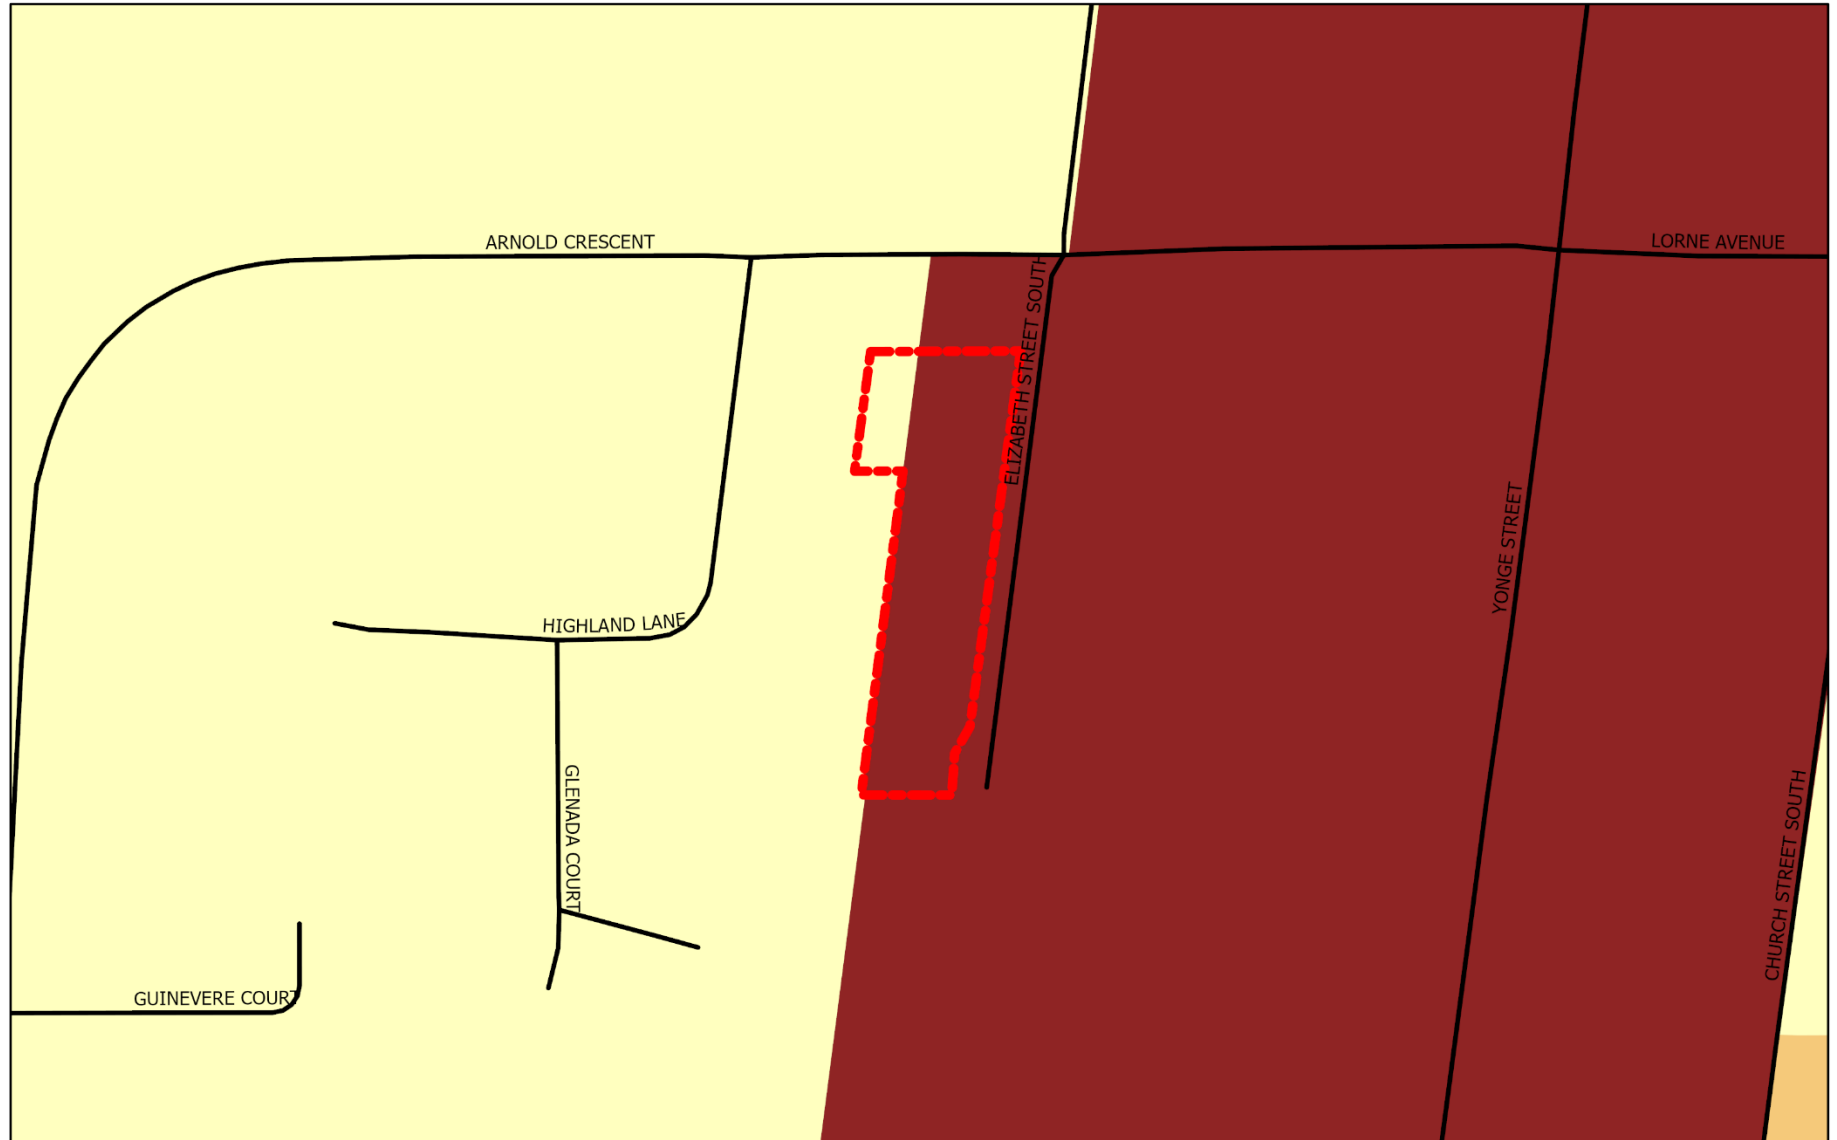 ARNOLD CRESCENT
LORNE AVENUE
ELIZABETH STREET SOUTH
YONGE STREET
HIGHLAND LANE
GLENADA COURT
CHURCH STREET SOUTH
GUINEVERE COURT